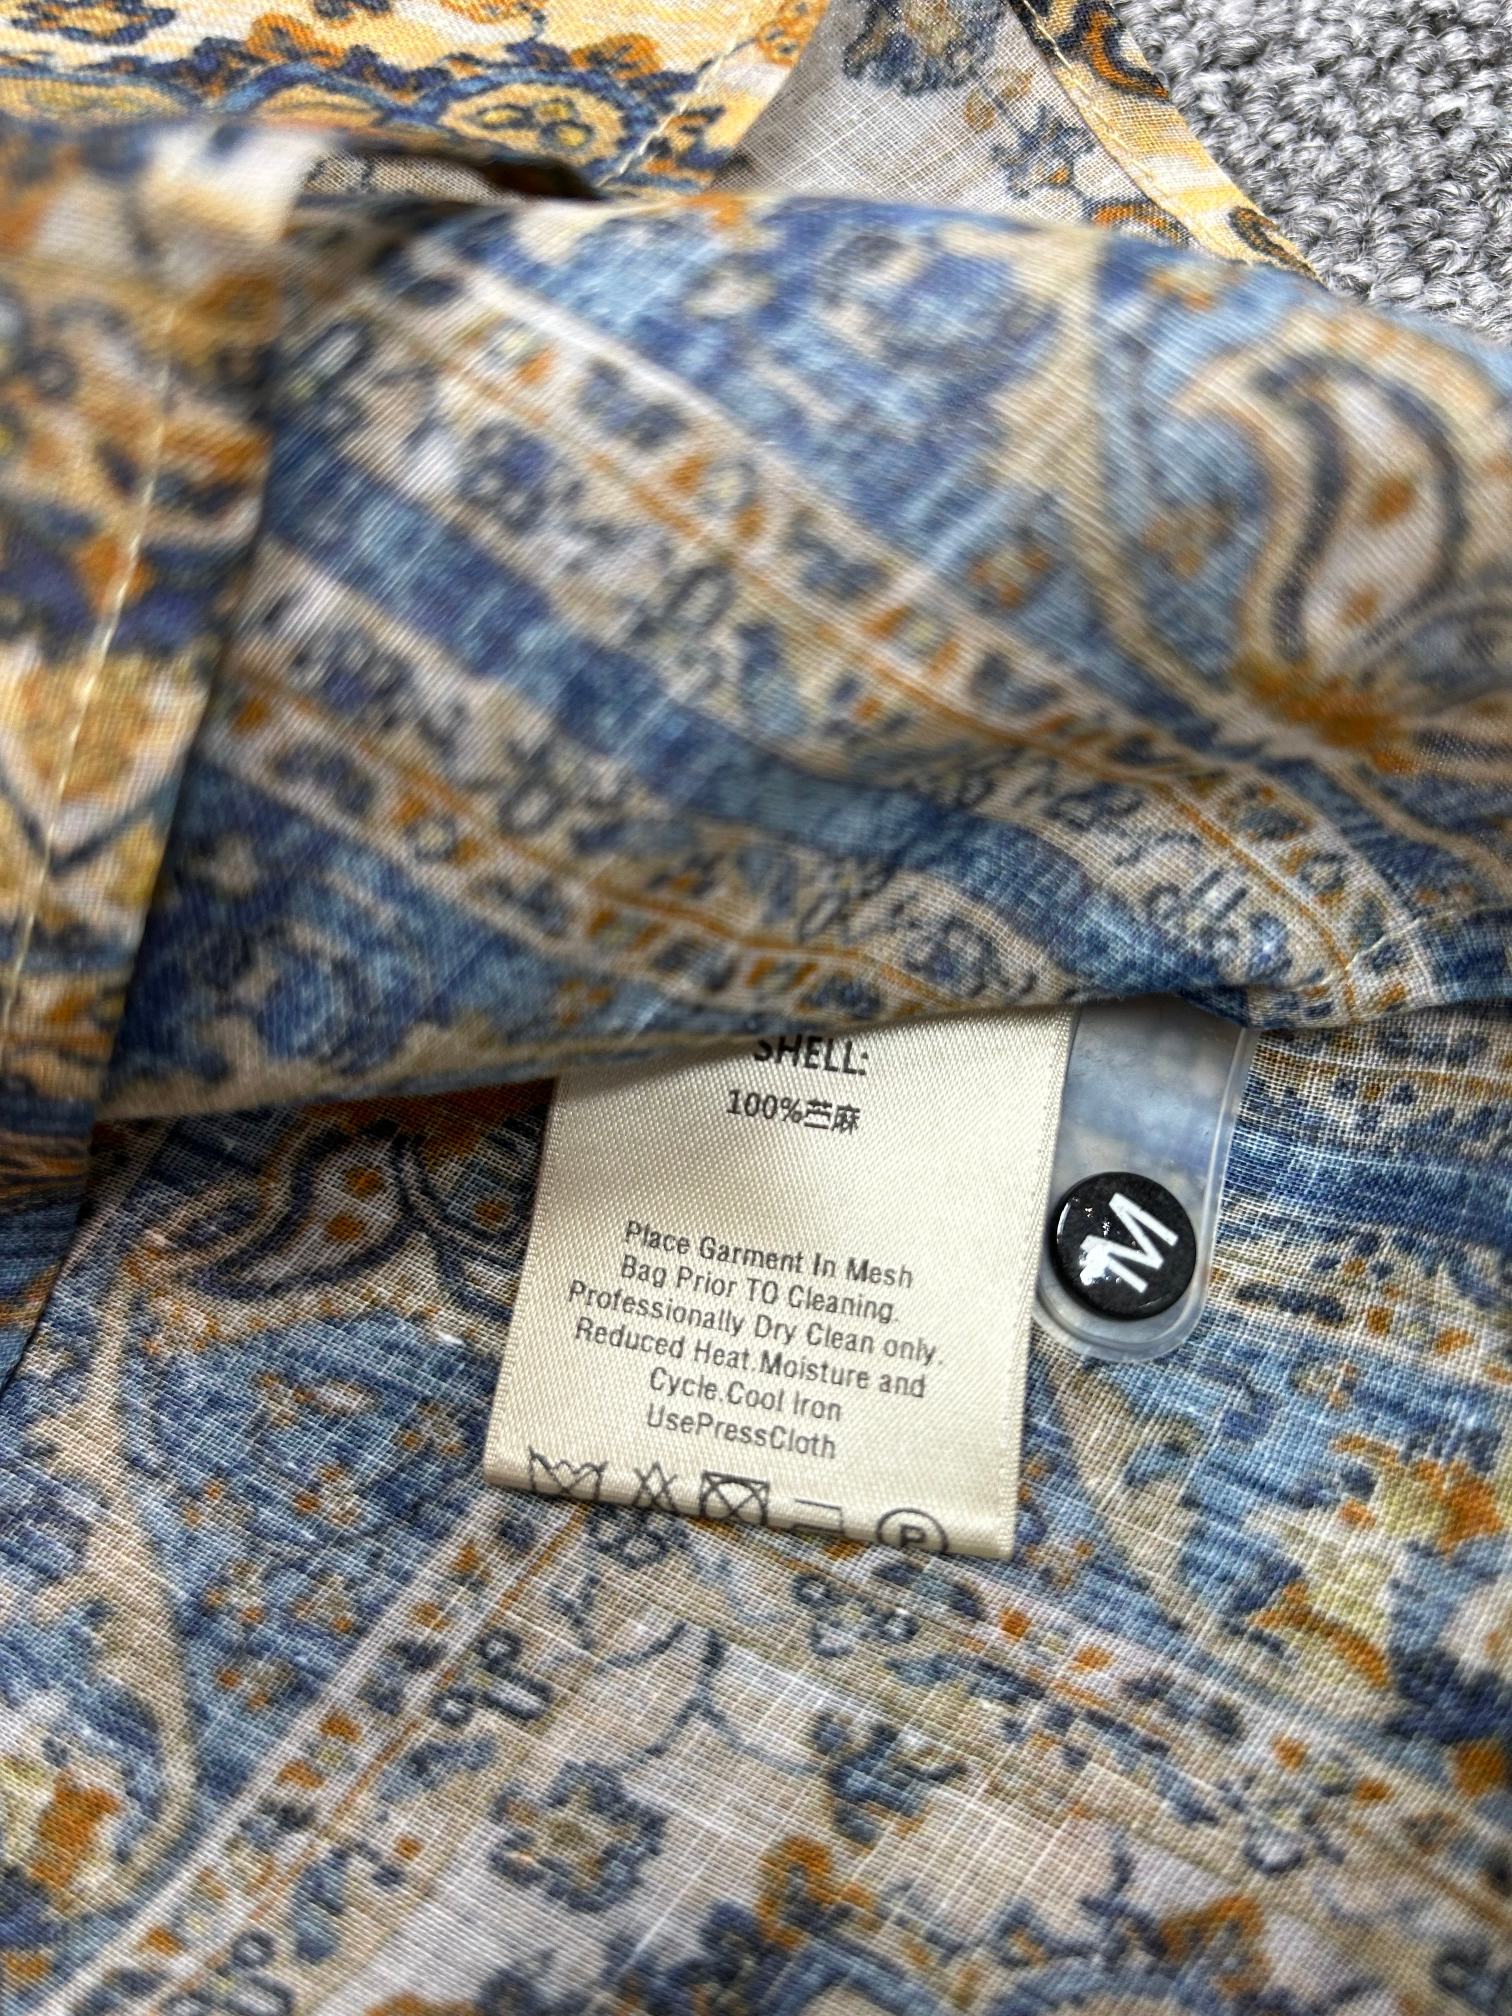 SHELL:
100%苎麻
Place Garment In Mesh
Bag Prior TO Cleaning.
Professionally Dry Clean only.
Reduced Heat.Moisture and
Cycle.Cool Iron
UsePressCloth
P
M